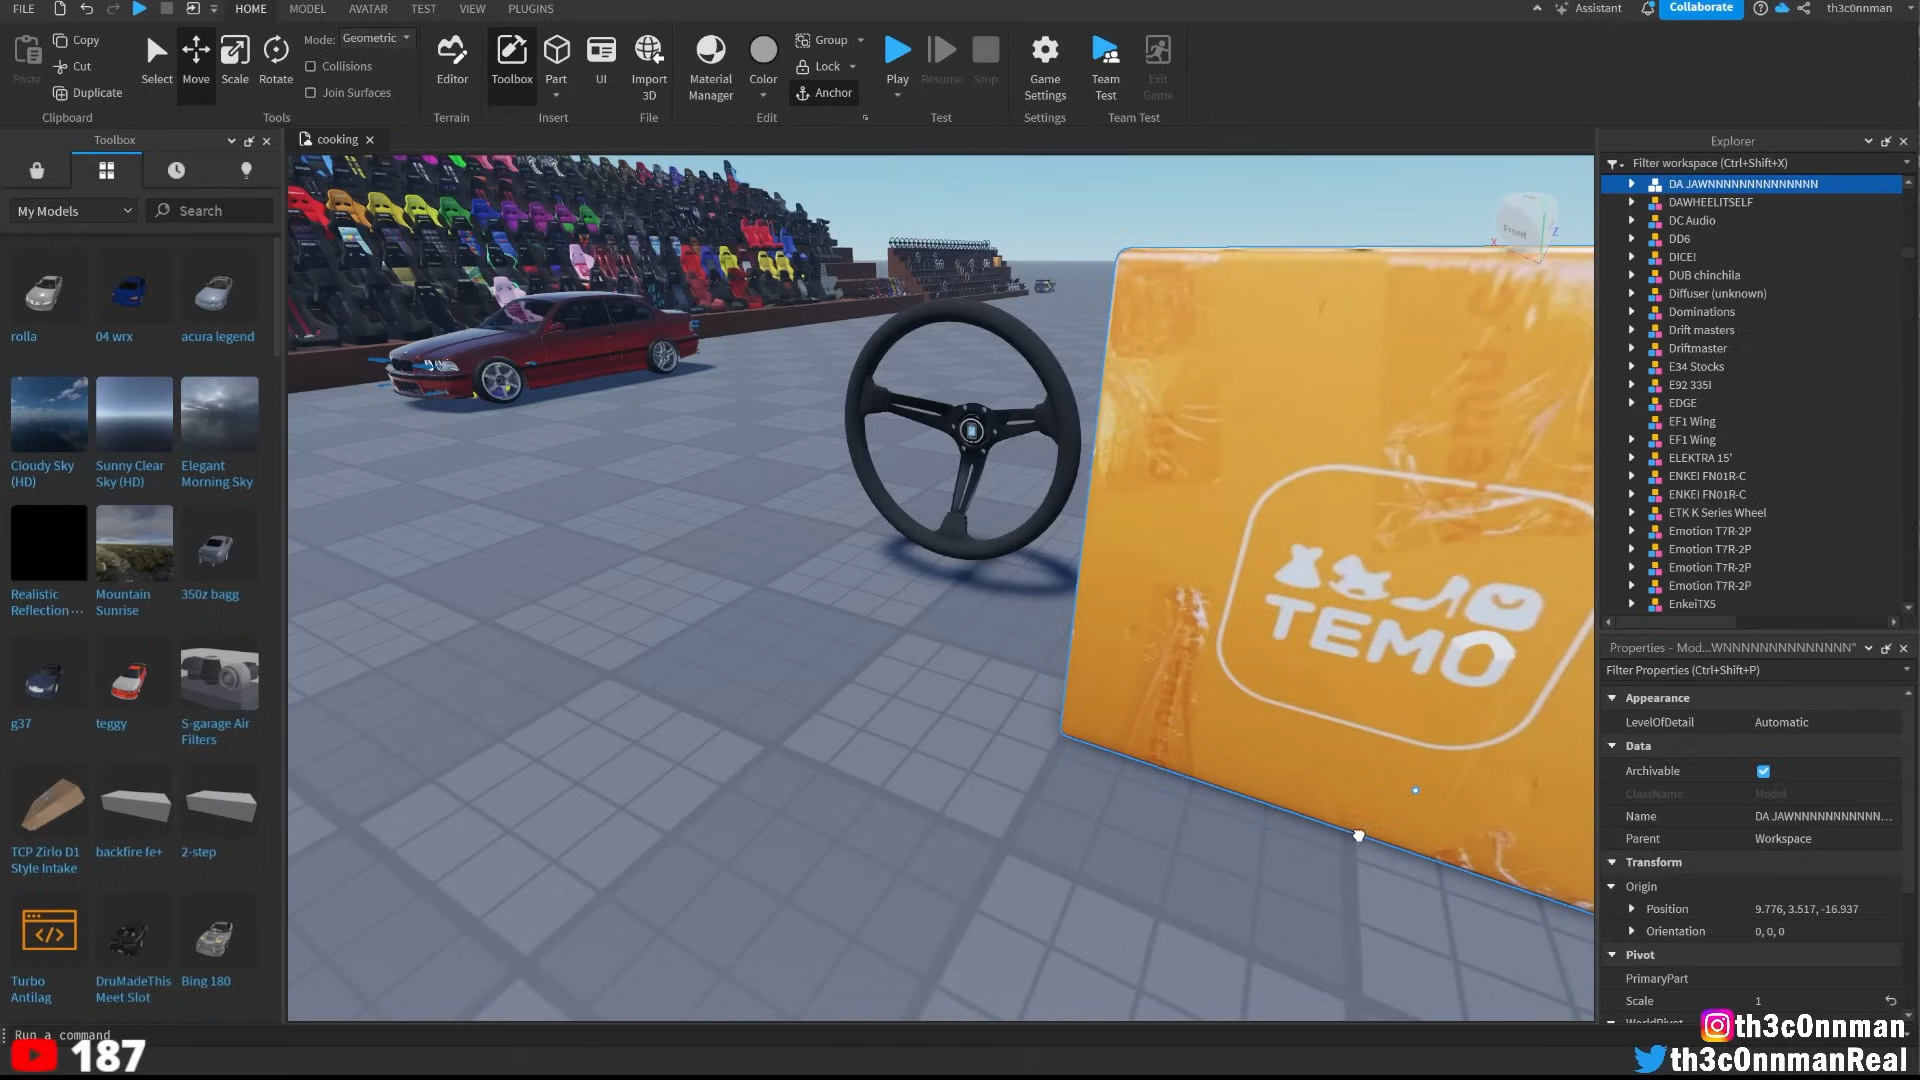 FILE
HOME
MODEL
AVATAR
TEST
VIEW
PLUGINS
Assistant
Collaborate
th3c0nnman
Paste
Copy
Cut
Duplicate
Clipboard
Select
Move
Scale
Rotate
Mode:
Geometric
Collisions
Join Surfaces
Tools
Editor
Terrain
Toolbox
Part
UI
Insert
Import
3D
File
Material
Manager
Color
Group
Lock
Anchor
Edit
Play
Resume
Stop
Test
Game
Settings
Settings
Team
Test
Exit
Game
Team Test
Toolbox
My Models
Search
rolla
04 wrx
acura legend
Cloudy Sky
(HD)
Sunny Clear
Sky (HD)
Elegant
Morning Sky
Realistic
Reflection ···
Mountain
Sunrise
350z bagg
g37
teggy
S-garage Air
Filters
TCP Zirlo D1
Style Intake
backfire fe+
2-step
Turbo
Antilag
DruMadeThis
Meet Slot
Bing 180
Run a command
187
cooking
Front
X
Z
TEMO
Explorer
Filter workspace (Ctrl+Shift+X)
DA JAWNNNNNNNNNNNNNN
DAWHEELITSELF
DC Audio
DD6
DICE!
DUB chinchila
Diffuser (unknown)
Dominations
Drift masters
Driftmaster
E34 Stocks
E92 335I
EDGE
EF1 Wing
EF1 Wing
ELEKTRA 15'
ENKEI FN01R-C
ENKEI FN01R-C
ETK K Series Wheel
Emotion T7R-2P
Emotion T7R-2P
Emotion T7R-2P
Emotion T7R-2P
EnkeiTX5
Properties - Mod...WNNNNNNNNNNNNNN"
Filter Properties (Ctrl+Shift+P)
Appearance
LevelOfDetail
Automatic
Data
Archivable
ClassName
Model
Name
DA JAWNNNNNNNNNNN...
Parent
Workspace
Transform
Origin
Position
9.776, 3.517, -16.937
Orientation
0, 0, 0
Pivot
PrimaryPart
Scale
1
th3c0nnman
th3c0nnmanReal